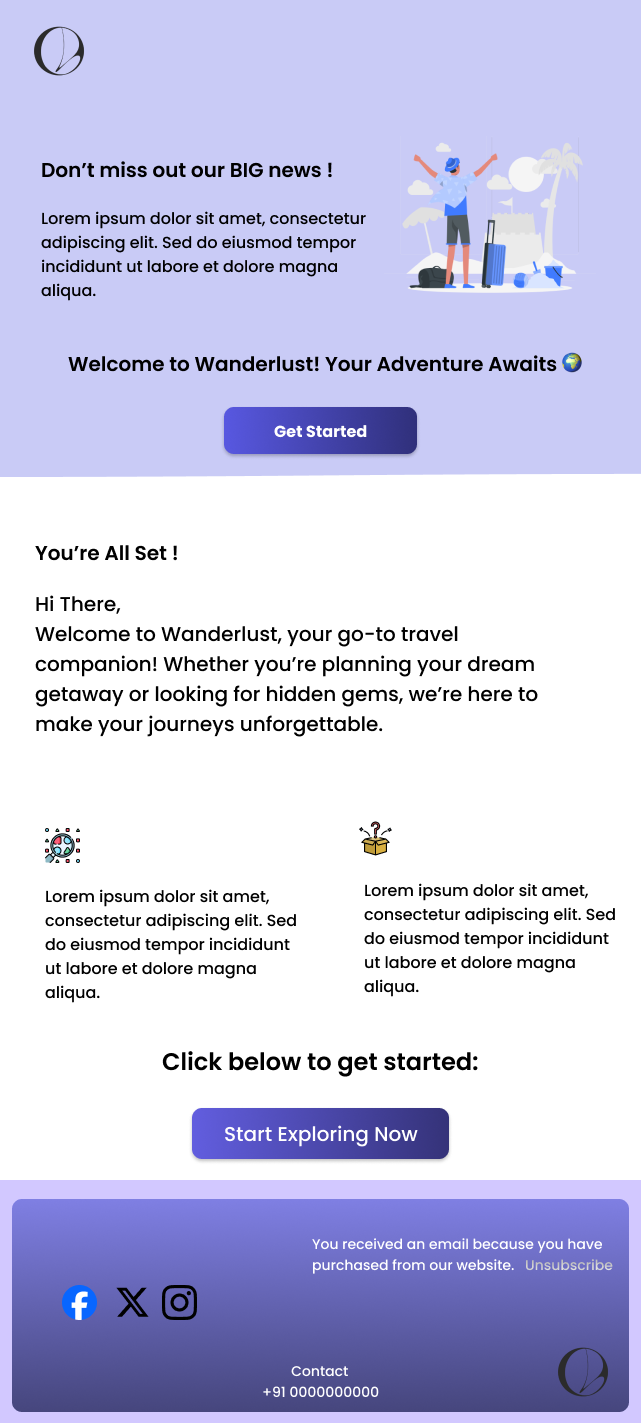 Don’t miss out our BIG news !
Lorem ipsum dolor sit amet, consectetur
adipiscing elit. Sed do eiusmod tempor
incididunt ut labore et dolore magna
aliqua.
Welcome to Wanderlust! Your Adventure Awaits 🌍
Get Started
You’re All Set !
Hi There,
Welcome to Wanderlust, your go-to travel
companion! Whether you’re planning your dream
getaway or looking for hidden gems, we’re here to
make your journeys unforgettable.
Lorem ipsum dolor sit amet,
consectetur adipiscing elit. Sed
do eiusmod tempor incididunt
ut labore et dolore magna
aliqua.
Lorem ipsum dolor sit amet,
consectetur adipiscing elit. Sed
do eiusmod tempor incididunt
ut labore et dolore magna
aliqua.
Click below to get started:
Start Exploring Now
You received an email because you have
purchased from our website. Unsubscribe
Contact
+91 0000000000